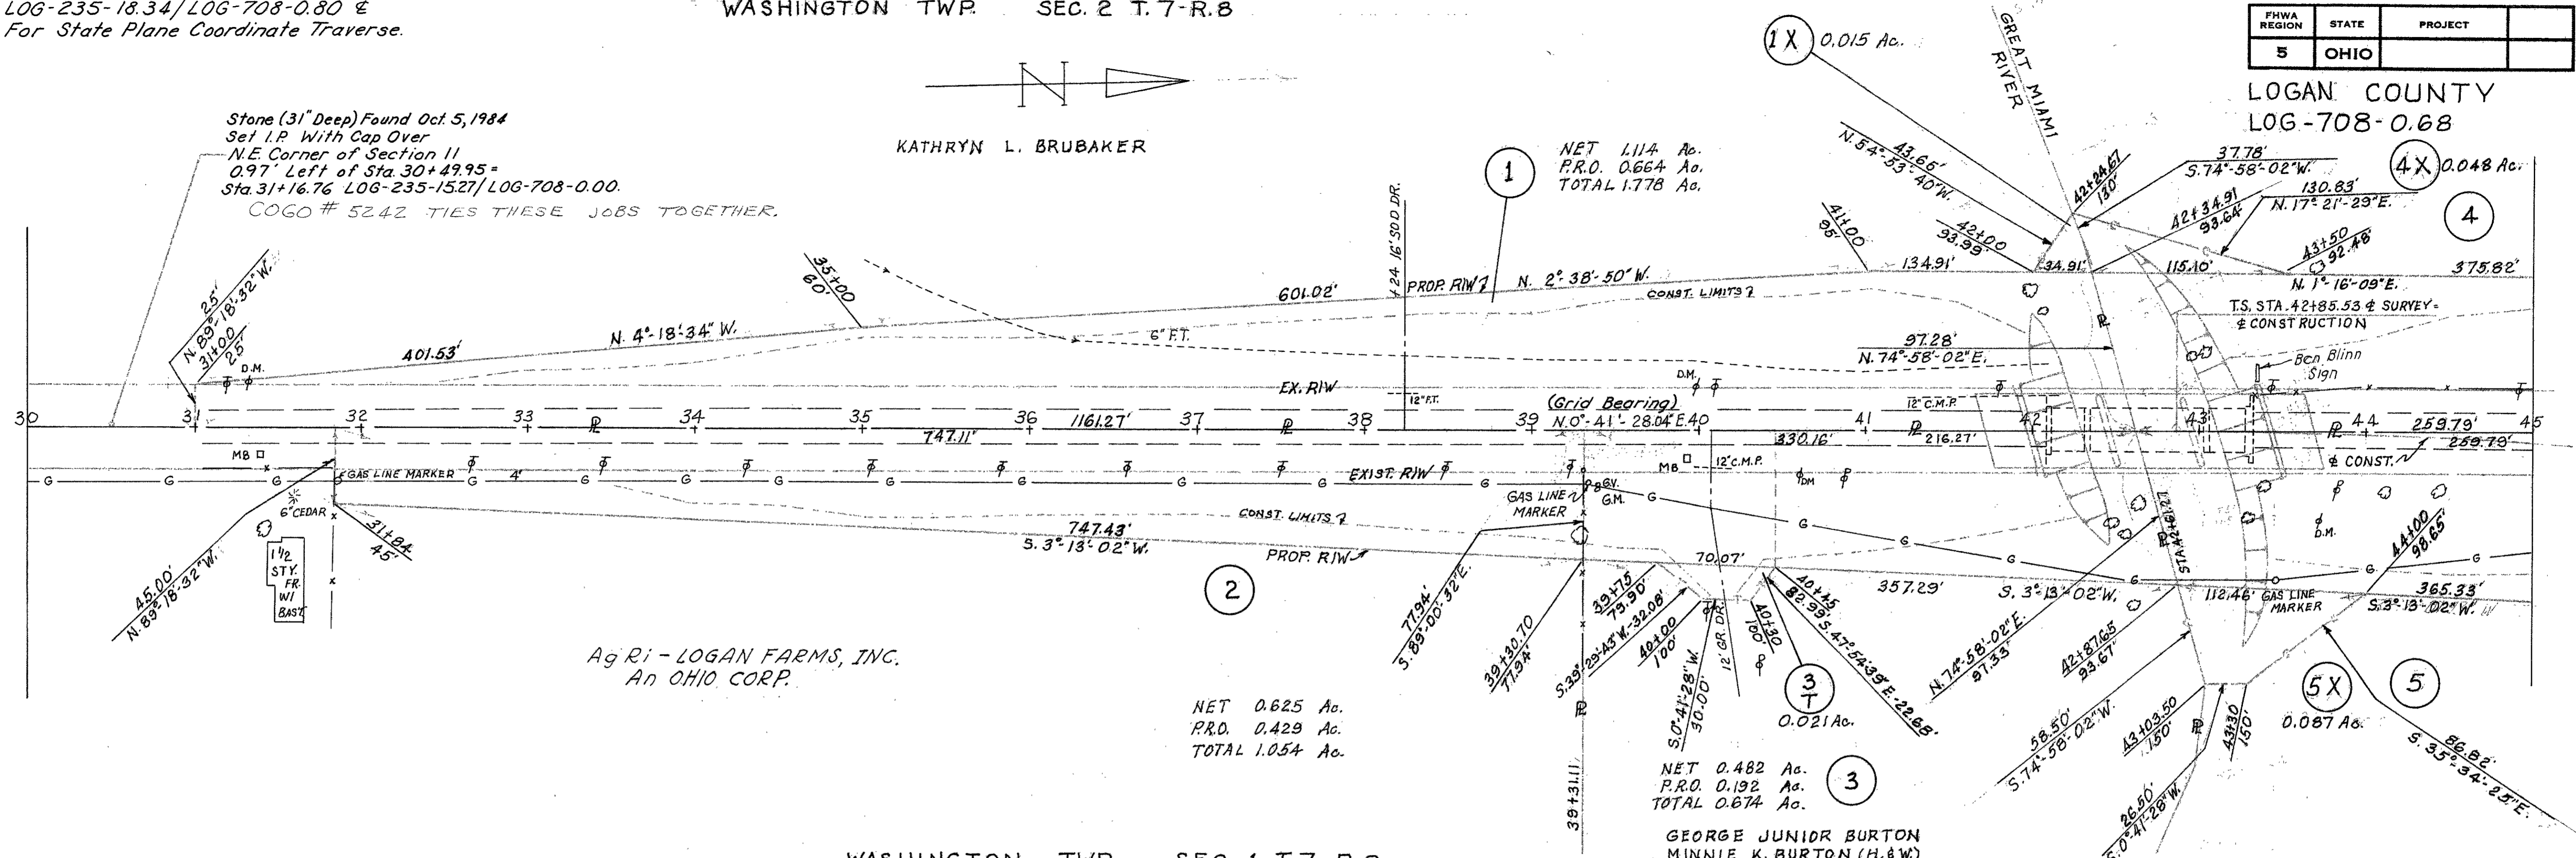 LOG-235-18.34/LOG-708-0.80 ℄
For State Plane Coordinate Traverse.
WASHINGTON TWP. SEC. 2 T. 7-R. 8
FHWA REGION STATE PROJECT
5 OHIO
LOGAN COUNTY
LOG-708-0.68
1X 0.015 Ac.
GREAT MIAMI
RIVER
N
KATHRYN L. BRUBAKER
Stone (31" Deep) Found Oct. 5, 1984
Set I.P. With Cap Over
N.E. Corner of Section 11
0.97' Left of Sta. 30+49.95 =
Sta. 31+16.76 LOG-235-15.27/LOG-708-0.00.
COGO # 5242 TIES THESE JOBS TOGETHER.
1
NET 1.114 Ac.
P.R.O. 0.664 Ac.
TOTAL 1.778 Ac.
43.65'
N. 54°-53'-40" W.
42+24.67
130'
37.78'
S. 74°-58'-02" W.
4X 0.048 Ac.
130.83'
N. 17°-21'-29" E.
4
42+34.91
93.64'
43+50
92.48'
41+00
95'
42+00
93.99'
25'
N. 89°-18'-32" W.
31+00
25'
35+00
60'
+24 16' SOD DR.
401.53'
N. 4°-18'-34" W.
601.02'
PROP. R/W
N. 2°-38'-50" W.
134.91'
34.91'
115.10'
375.82'
N. 1°-16'-09" E.
CONST. LIMITS
T.S. STA. 42+85.53 ℄ SURVEY =
℄ CONSTRUCTION
6" F.T.
97.28'
N. 74°-58'-02" E.
Ben Blinn
Sign
D.M.
D.M.
EX. R/W
12" F.T.
(Grid Bearing)
N. 0°-41'-28.04" E.
12" C.M.P.
30 31 32 33 34 35 36 37 38 39 40 41 42 43 44 45
1161.27'
747.11'
330.16'
216.27'
259.79'
259.79'
℄ CONST.
MB
GAS LINE MARKER
4'
EXIST. R/W
MB
12" C.M.P.
DM
G.V.
G.M.
GAS LINE
MARKER
6" CEDAR
1 1/2
STY.
FR.
W/
BAS'T
31+84
45'
45.00'
N. 89°-18'-32" W.
CONST. LIMITS
747.43'
S. 3°-13'-02" W.
PROP. R/W
2
70.07'
357.29'
S. 3°-13'-02" W.
112.46'
GAS LINE
MARKER
365.33'
S. 3°-13'-02" W.
STA. 42+61.27
D.M.
44+00
98.65'
77.94'
S. 89°-00'-32" E.
39+30.70
77.94'
39+75
79.90'
S. 39°-29'-43" W.-32.08'
40+00
100'
S. 0°-41'-28" W.
30.00'
12' GR. DR.
40+30
100'
40+45
82.99'
S. 47°-54'-39" E.-22.68'
3
T
0.021 Ac.
N. 74°-58'-02" E.
97.33'
42+87.65
93.67'
58.50'
S. 74°-58'-02" W.
43+03.50
150'
43+30
150'
26.50'
S. 0°-41'-28" W.
5X
0.087 Ac.
5
86.82'
S. 35°-34'-25" E.
AgRi-LOGAN FARMS, INC.
An OHIO CORP.
NET 0.625 Ac.
P.R.O. 0.429 Ac.
TOTAL 1.054 Ac.
39+31.11
NET 0.482 Ac.
P.R.O. 0.192 Ac.
TOTAL 0.674 Ac.
3
GEORGE JUNIOR BURTON
MINNIE K. BURTON (H.&W.)
WASHINGTON TWP. SEC. 1 T. 7-R. 8